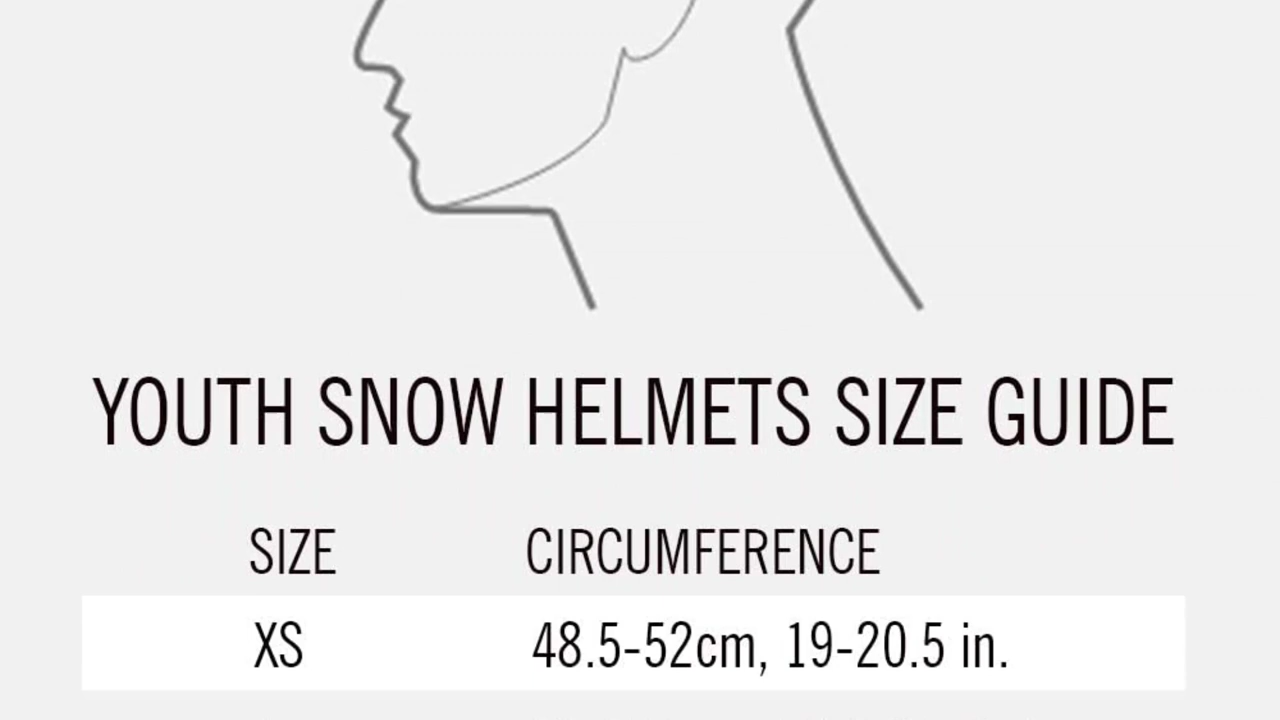 YOUTH SNOW HELMETS SIZE GUIDE
SIZE CIRCUMFERENCE
XS 48.5-52cm, 19-20.5 in.